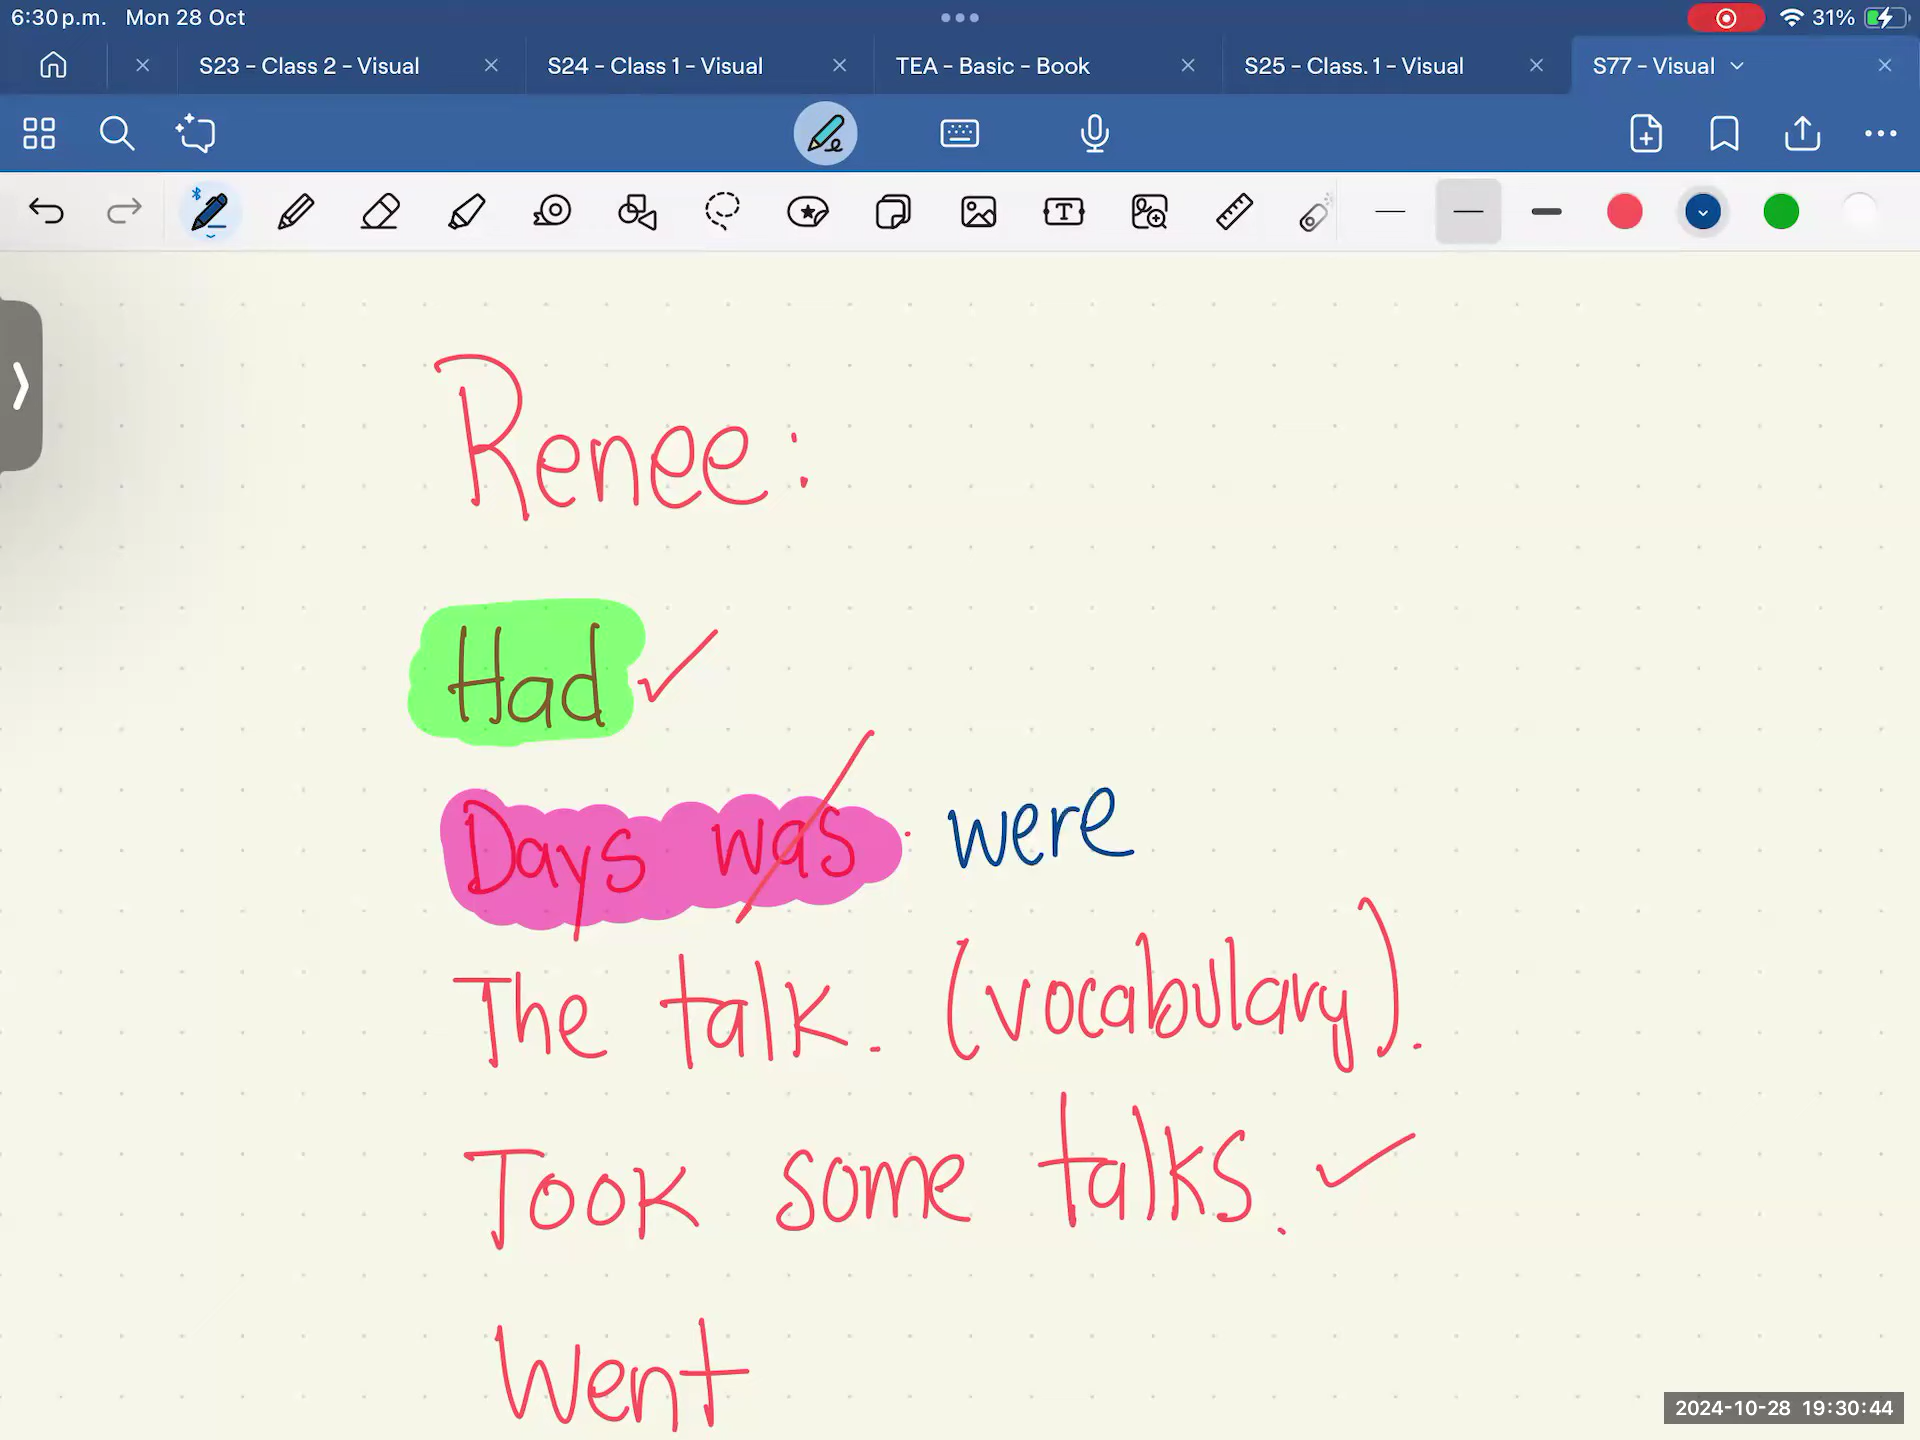 6:30 p.m. Mon 28 Oct
31%
S23 - Class 2 - Visual
S24 - Class 1 - Visual
TEA - Basic - Book
S25 - Class. 1 - Visual
S77 - Visual
Renee:
Had ✓
Days was. were
The talk. (vocabulary).
Took some talks. ✓
Went
2024-10-28 19:30:44